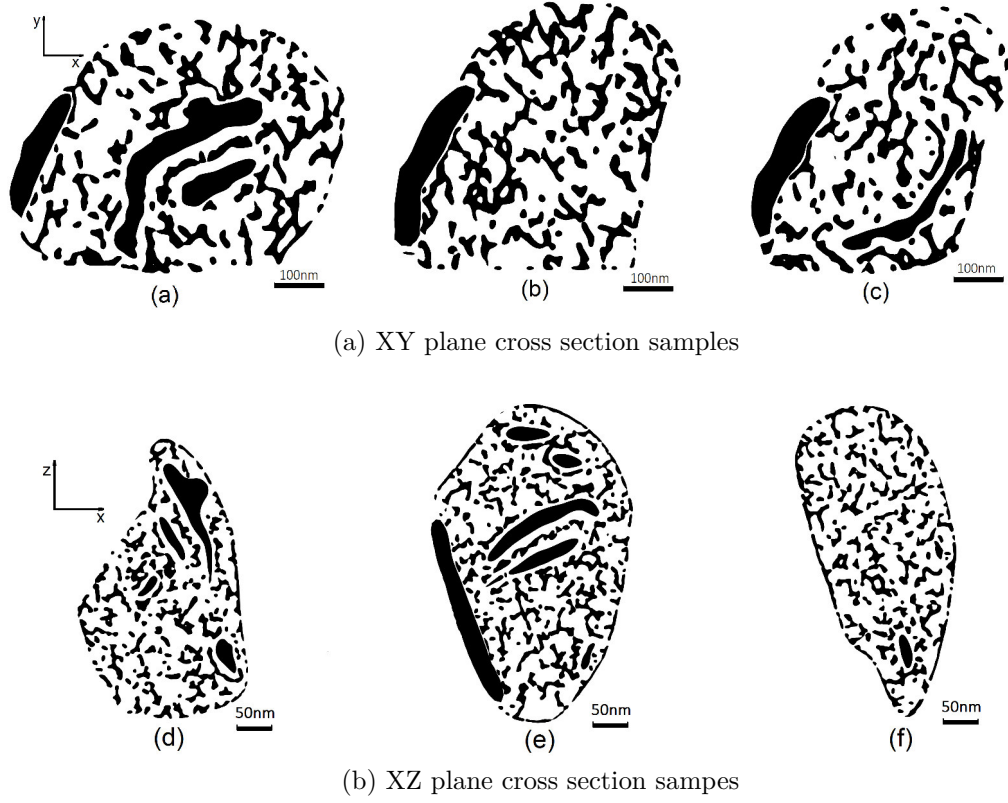 y
x
100nm
100nm
100nm
(a)
(b)
(c)
(a) XY plane cross section samples
z
x
50nm
50nm
50nm
(d)
(e)
(f)
(b) XZ plane cross section sampes